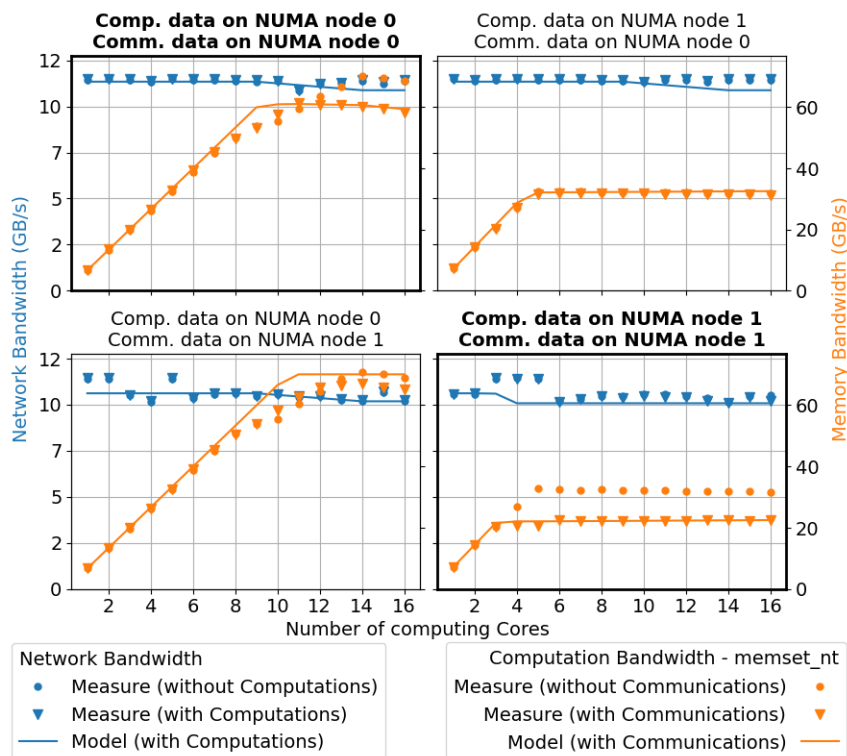 Comp. data on NUMA node 0
Comm. data on NUMA node 0
Comp. data on NUMA node 1
Comm. data on NUMA node 0
12
10
7
5
2
0
60
40
20
0
Network Bandwidth (GB/s)
Memory Bandwidth (GB/s)
Comp. data on NUMA node 0
Comm. data on NUMA node 1
Comp. data on NUMA node 1
Comm. data on NUMA node 1
12
10
7
5
2
0
60
40
20
0
2 4 6 8 10 12 14 16
2 4 6 8 10 12 14 16
Number of computing Cores
Network Bandwidth
Measure (without Computations)
Measure (with Computations)
Model (with Computations)
Computation Bandwidth - memset_nt
Measure (without Communications)
Measure (with Communications)
Model (with Communications)